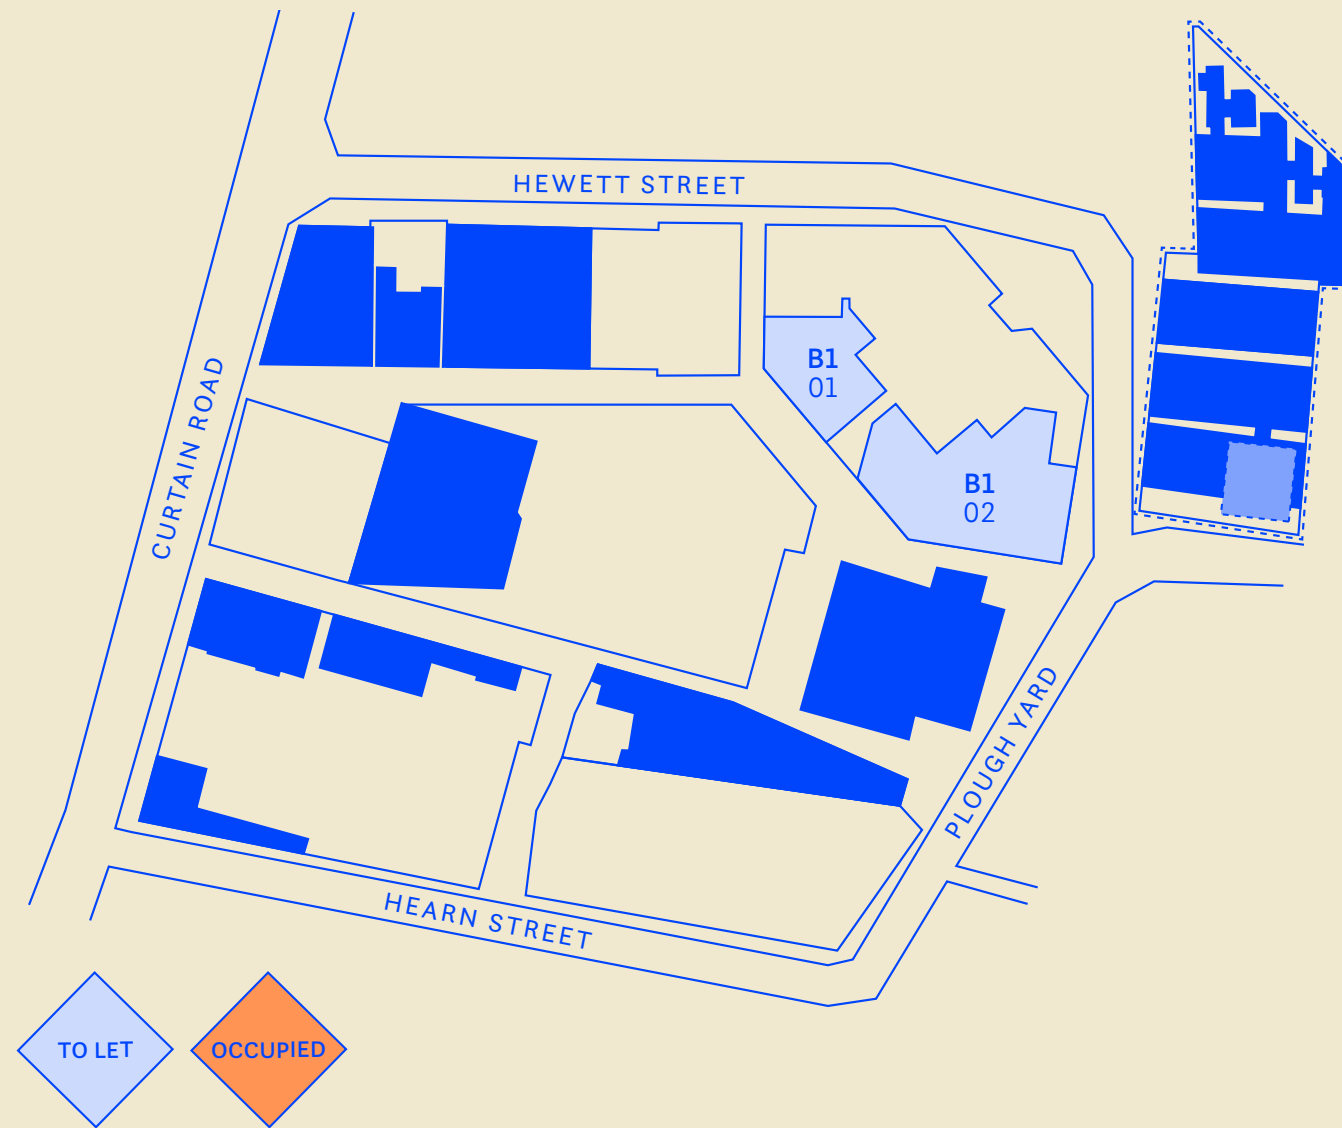 HEWETT STREET
CURTAIN ROAD
B1
01
B1
02
PLOUGH YARD
HEARN STREET
TO LET
OCCUPIED